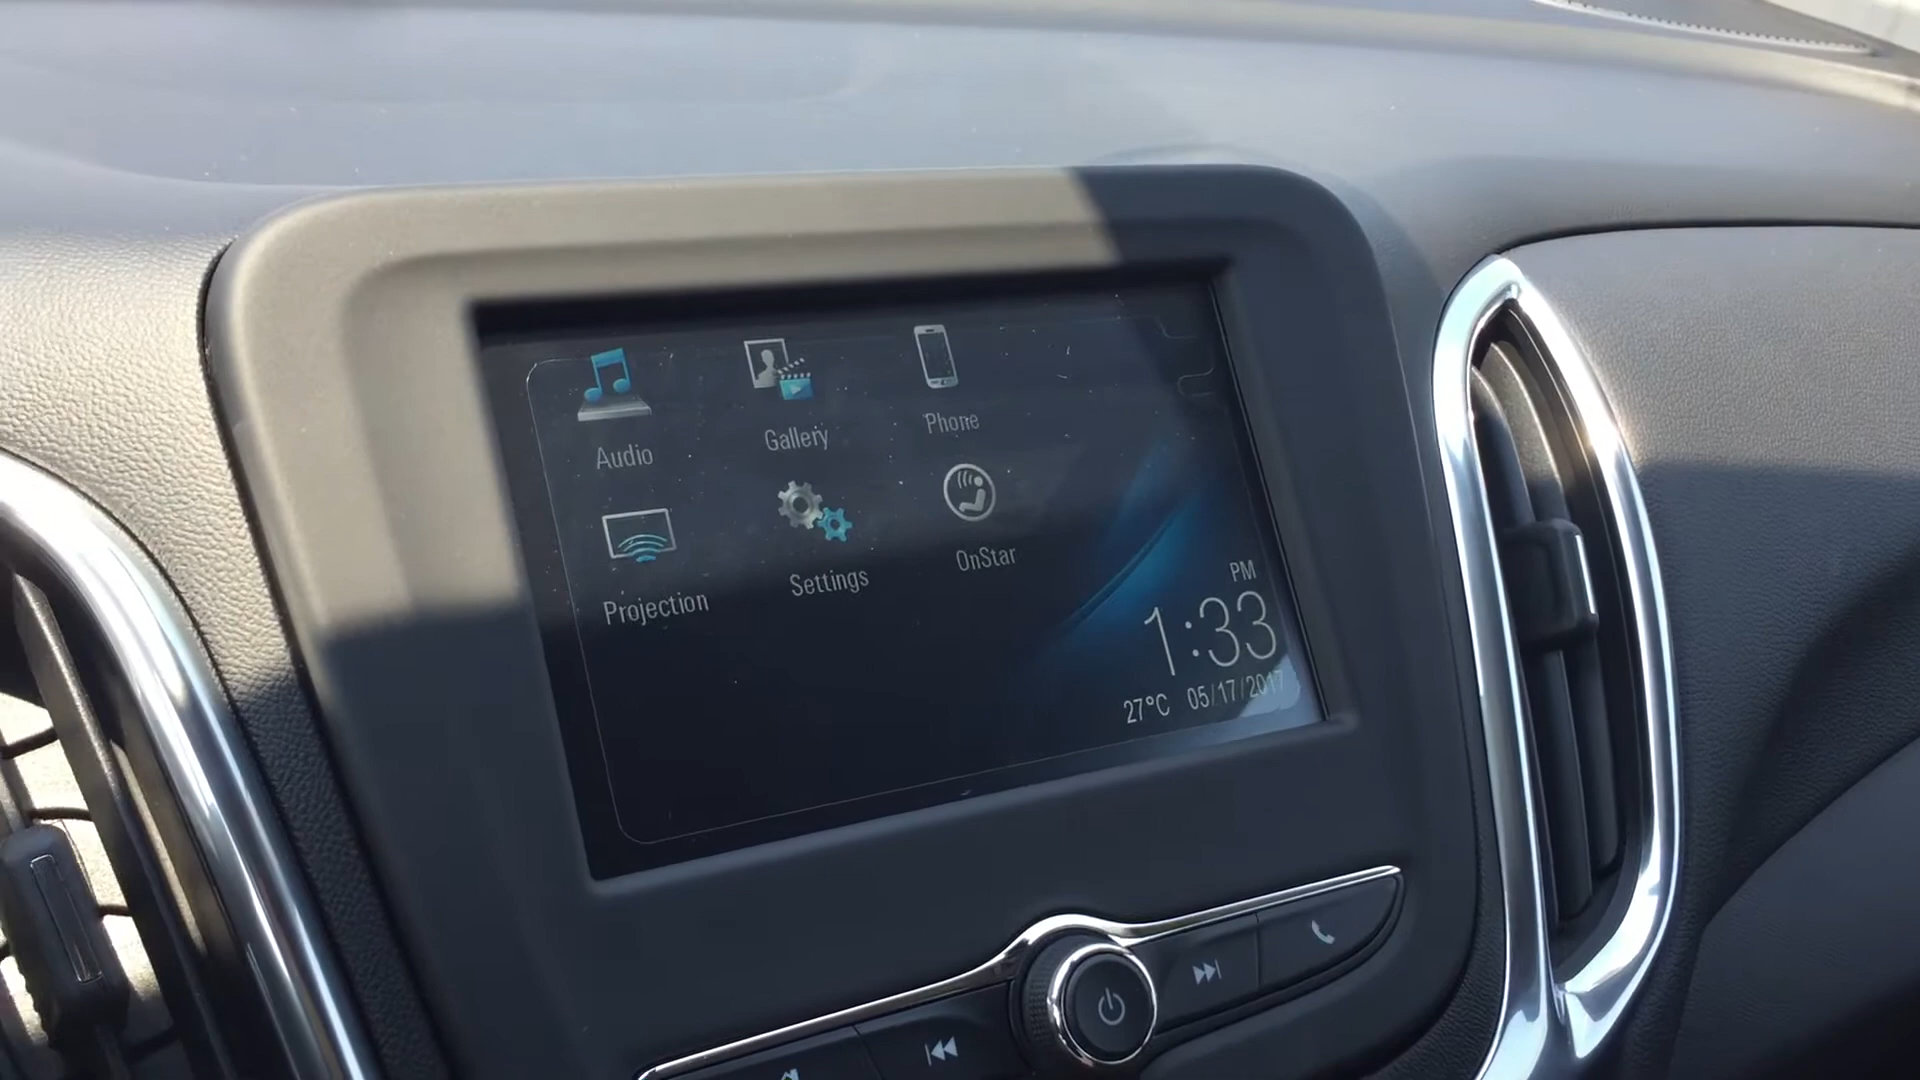 Audio
Gallery
Phone
Projection
Settings
OnStar
PM
1:33
27°C 05/17/2017